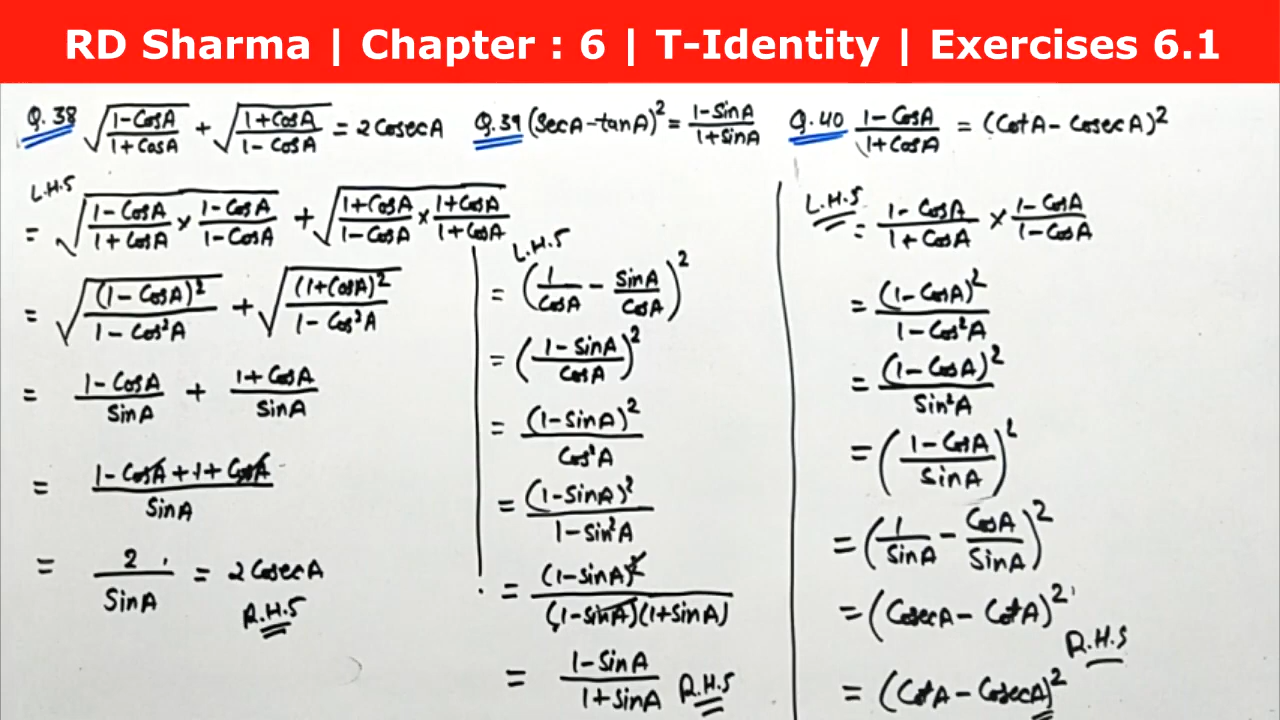 RD Sharma | Chapter : 6 | T-Identity | Exercises 6.1
Q.38 √((1-CosA)/(1+CosA)) + √((1+CosA)/(1-CosA)) = 2CosecA
L.H.S
= √((1-CosA)/(1+CosA) × (1-CosA)/(1-CosA)) + √((1+CosA)/(1-CosA) × (1+CosA)/(1+CosA))
= √((1-CosA)²/(1-Cos²A)) + √((1+CosA)²/(1-Cos²A))
= (1-CosA)/SinA + (1+CosA)/SinA
= (1-CosA+1+CosA)/SinA
= 2/SinA = 2CosecA
R.H.S
Q.39 (SecA-tanA)² = (1-SinA)/(1+SinA)
L.H.S
= (1/CosA - SinA/CosA)²
= ((1-SinA)/CosA)²
= (1-SinA)²/Cos²A
= (1-SinA)²/(1-Sin²A)
= (1-sinA)²/((1-sinA)(1+sinA))
= (1-SinA)/(1+SinA) R.H.S
Q.40 (1-CosA)/(1+CosA) = (CotA-CosecA)²
L.H.S = (1-CosA)/(1+CosA) × (1-CosA)/(1-CosA)
= (1-CosA)²/(1-Cos²A)
= (1-CosA)²/Sin²A
= ((1-CosA)/SinA)²
= (1/SinA - CosA/SinA)²
= (CosecA-CotA)²
R.H.S
= (CotA-CosecA)²